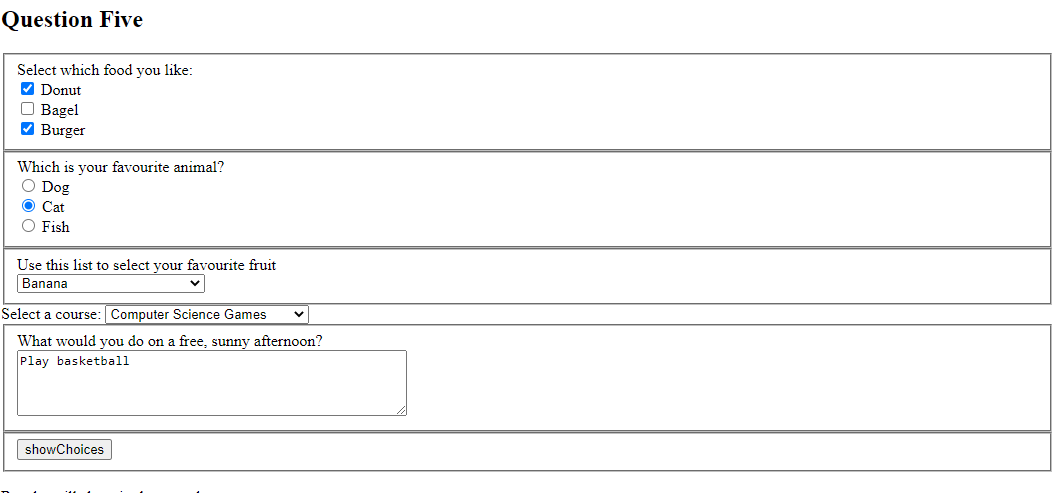 Question Five
Select which food you like:
Donut
Bagel
Burger
Which is your favourite animal?
Dog
Cat
Fish
Use this list to select your favourite fruit
Banana
Select a course: Computer Science Games
What would you do on a free, sunny afternoon?
Play basketball
showChoices